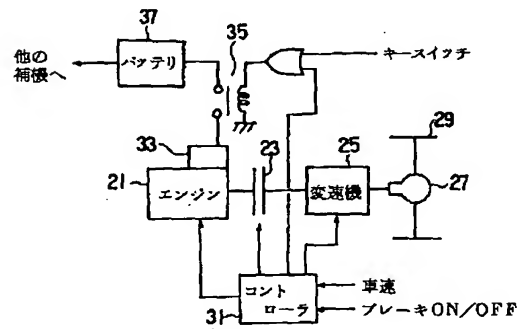 37
35
他の
補機へ
バッテリ
キースイッチ
33
23
25
29
21
エンジン
変速機
27
コント
ローラ
31
車速
ブレーキON/OFF